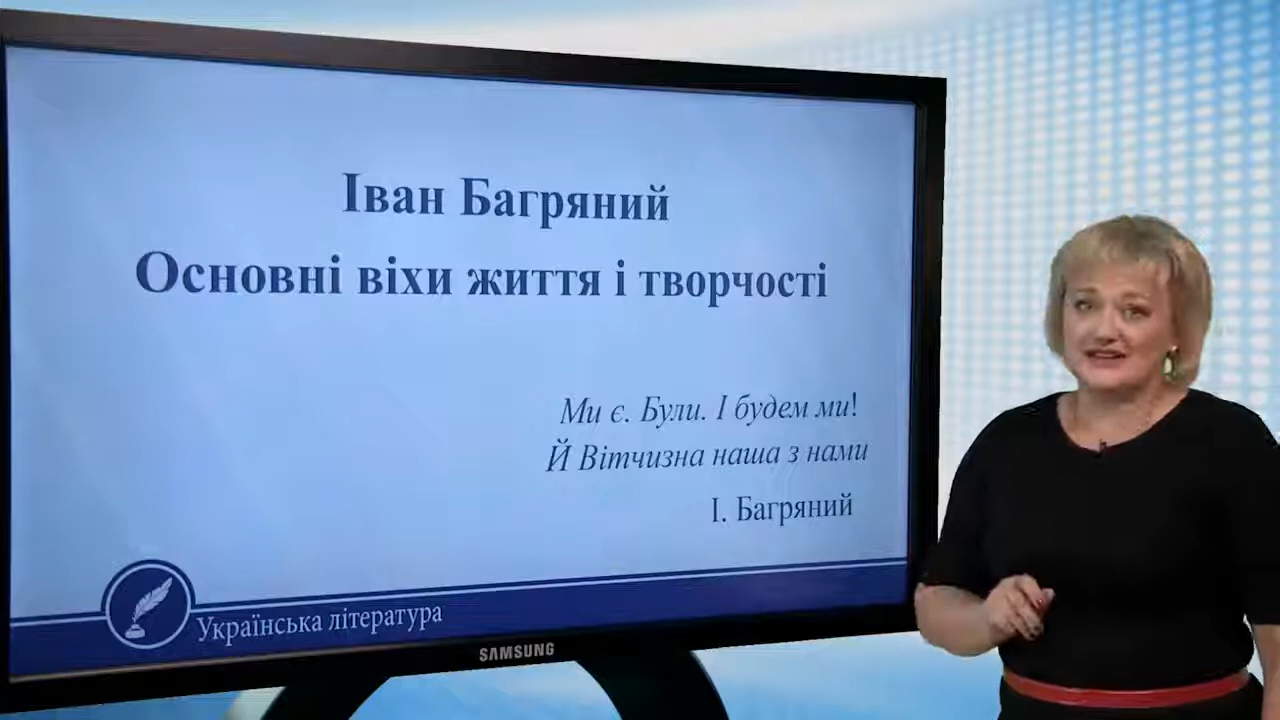 Іван Багряний
Основні віхи життя і творчості
Ми є. Були. І будем ми!
Й Вітчизна наша з нами
І. Багряний
Українська література
SAMSUNG